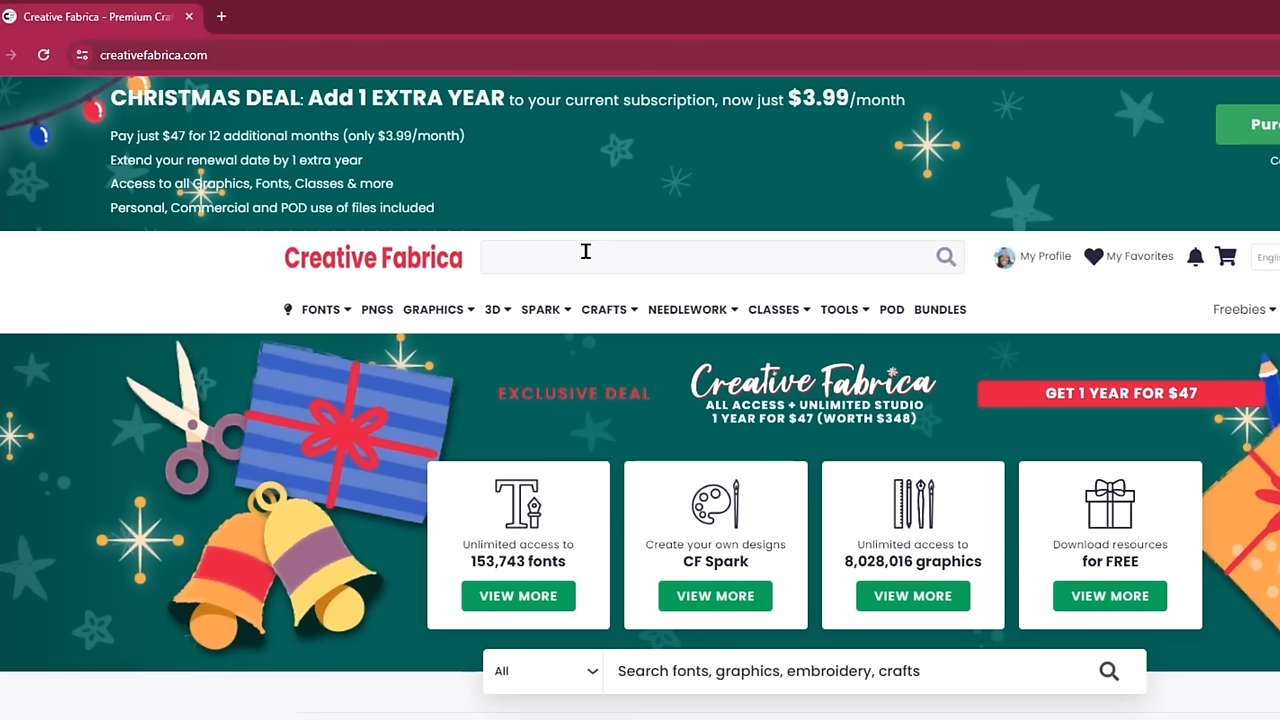 Creative Fabrica - Premium Cra
creativefabrica.com
CHRISTMAS DEAL: Add 1 EXTRA YEAR to your current subscription, now just $3.99/month
Pay just $47 for 12 additional months (only $3.99/month)
Extend your renewal date by 1 extra year
Access to all Graphics, Fonts, Classes & more
Personal, Commercial and POD use of files included
Pur
Creative Fabrica
My Profile
My Favorites
Engli
FONTS
PNGS
GRAPHICS
3D
SPARK
CRAFTS
NEEDLEWORK
CLASSES
TOOLS
POD
BUNDLES
Freebies
EXCLUSIVE DEAL
Creative Fabrica
ALL ACCESS + UNLIMITED STUDIO
1 YEAR FOR $47 (WORTH $348)
GET 1 YEAR FOR $47
Unlimited access to
153,743 fonts
VIEW MORE
Create your own designs
CF Spark
VIEW MORE
Unlimited access to
8,028,016 graphics
VIEW MORE
Download resources
for FREE
VIEW MORE
All
Search fonts, graphics, embroidery, crafts